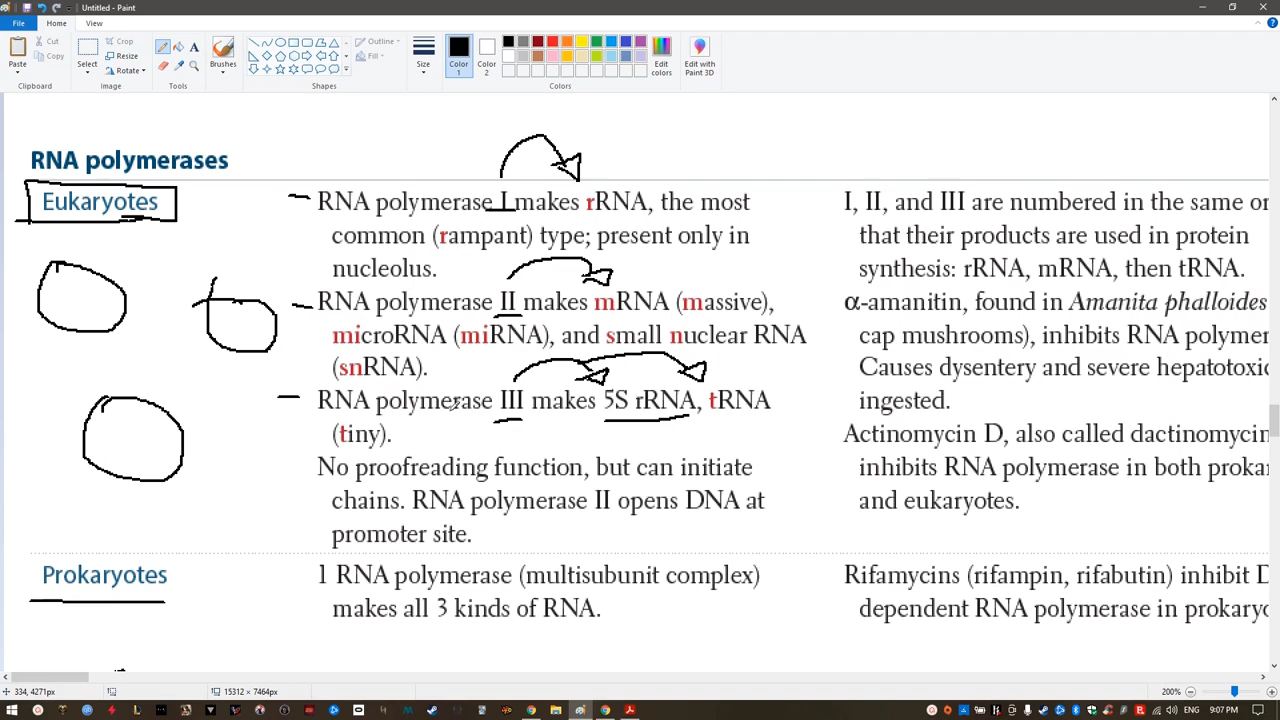 Untitled - Paint
File Home View
Paste Cut Copy Select Crop Resize Rotate Brushes Outline Fill Size Color 1 Color 2 Edit colors Edit with Paint 3D
Clipboard Image Tools Shapes Colors
RNA polymerases
Eukaryotes
RNA polymerase I makes rRNA, the most
common (rampant) type; present only in
nucleolus.
RNA polymerase II makes mRNA (massive),
microRNA (miRNA), and small nuclear RNA
(snRNA).
RNA polymerase III makes 5S rRNA, tRNA
(tiny).
No proofreading function, but can initiate
chains. RNA polymerase II opens DNA at
promoter site.
I, II, and III are numbered in the same or
that their products are used in protein
synthesis: rRNA, mRNA, then tRNA.
α-amanitin, found in Amanita phalloides
cap mushrooms), inhibits RNA polymer
Causes dysentery and severe hepatotoxic
ingested.
Actinomycin D, also called dactinomycin
inhibits RNA polymerase in both proka
and eukaryotes.
Prokaryotes
1 RNA polymerase (multisubunit complex)
makes all 3 kinds of RNA.
Rifamycins (rifampin, rifabutin) inhibit D
dependent RNA polymerase in prokaryo
334, 4271px 15312 × 7464px 200%
9:07 PM